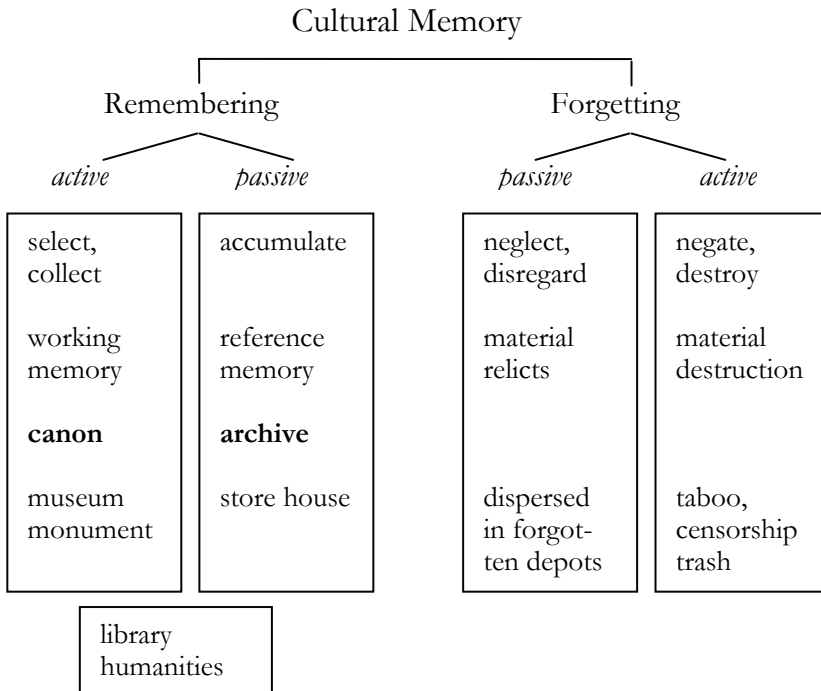 Cultural Memory
Remembering
Forgetting
active
passive
passive
active
select,
collect
working
memory
canon
museum
monument
accumulate
reference
memory
archive
store house
neglect,
disregard
material
relicts
dispersed
in forgot-
ten depots
negate,
destroy
material
destruction
taboo,
censorship
trash
library
humanities